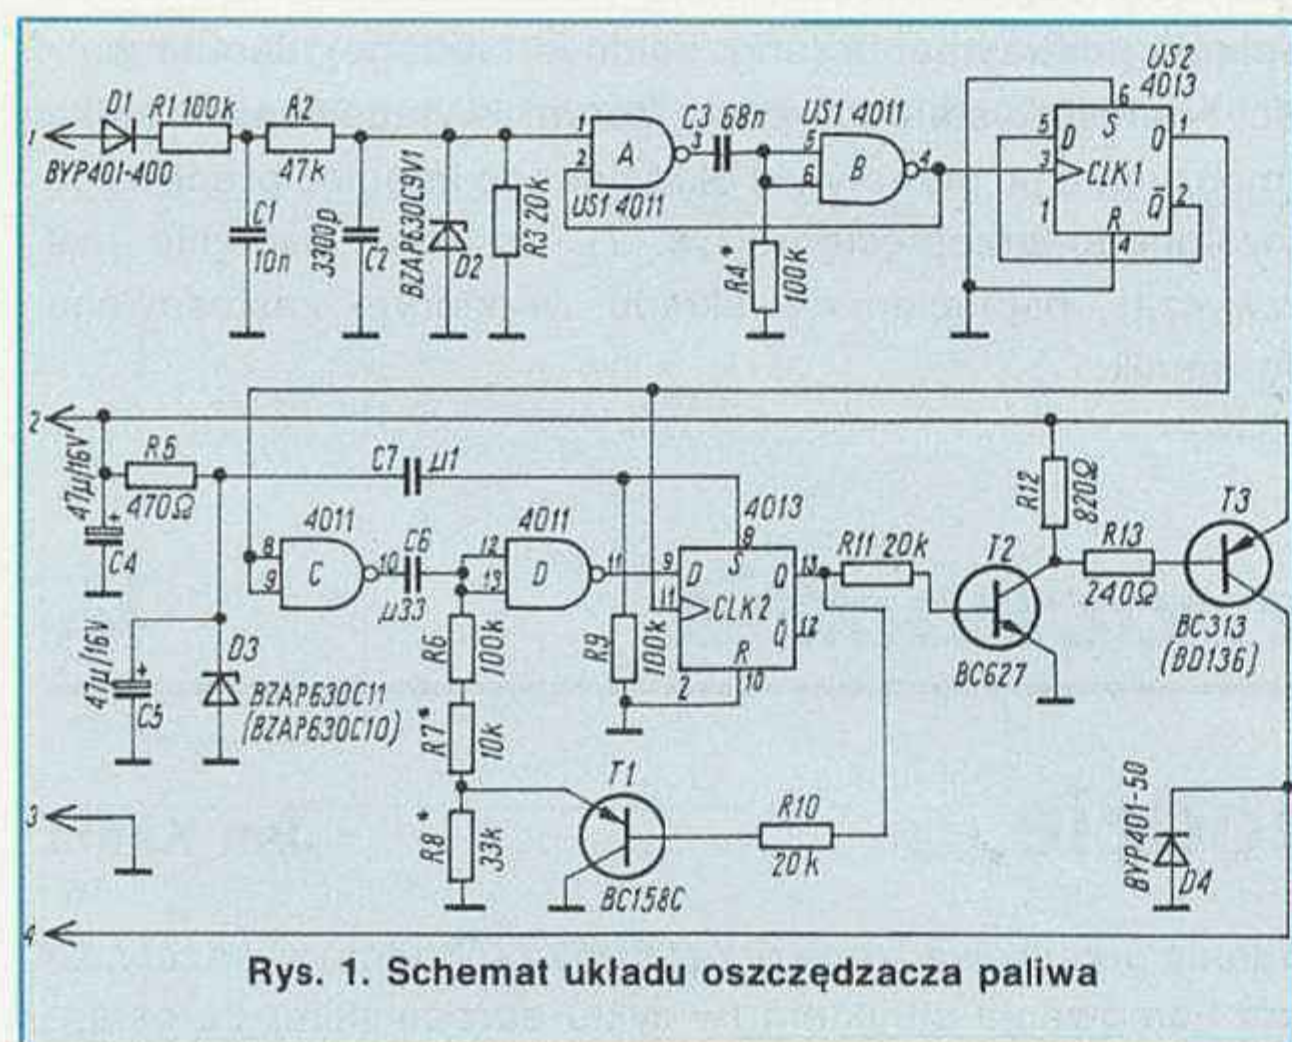 US2
4013
D1 R1 100k R2 C3 68n US1 4011
1 1 3 5 4 5 D 6 S Q 1
BYP401-400 47k 2 A 6 B 3 CLK1 Q̄ 2
US1 4011 1 R 4
C1 10n 3300p C2 BZAP630C9V1 D2 R3 20k R4* 100k
2
47µ/16V R5 C7 µ1 R12 820Ω T3
470Ω 4011 4011 4013
C4 8 C 10 C6 12 D 11 9 D 8 S Q 13 R11 20k T2 R13
9 µ33 13 11 CLK2 Q̄ 12 240Ω
47µ/16V R6 100k R9 100k R BC313
C5 D3 2 10 BC627 (BD136)
BZAP630C11
(BZAP630C10) R7* 10k
T1
3 R8* 33k R10 BYP401-50
20k D4
BC158C
4
Rys. 1. Schemat układu oszczędzacza paliwa